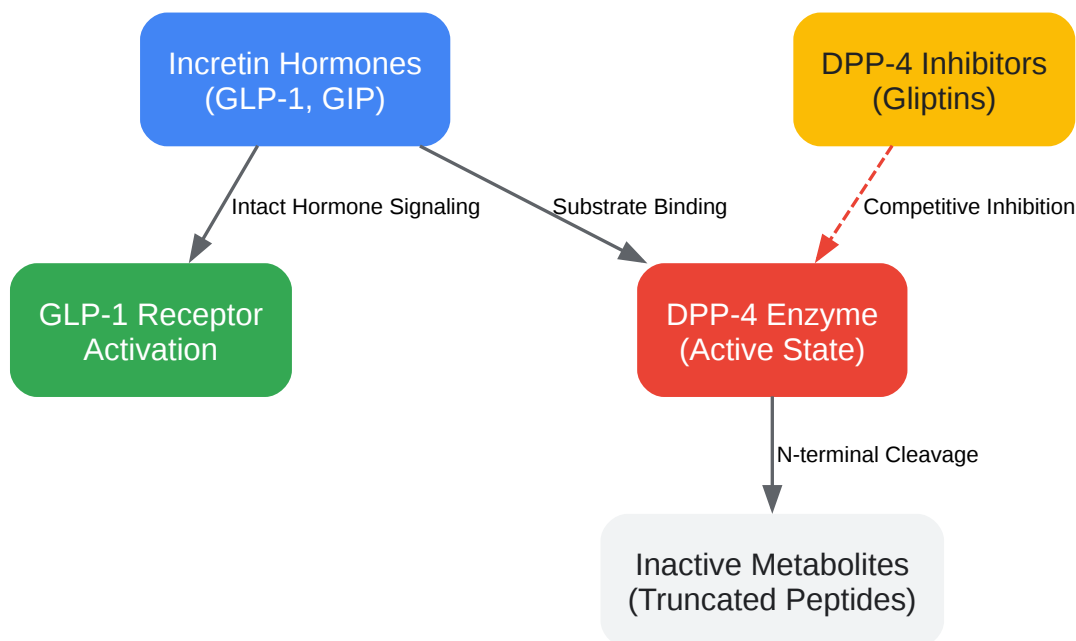 Incretin Hormones
(GLP-1, GIP)
DPP-4 Inhibitors
(Gliptins)
Intact Hormone Signaling
Substrate Binding
Competitive Inhibition
GLP-1 Receptor
Activation
DPP-4 Enzyme
(Active State)
N-terminal Cleavage
Inactive Metabolites
(Truncated Peptides)